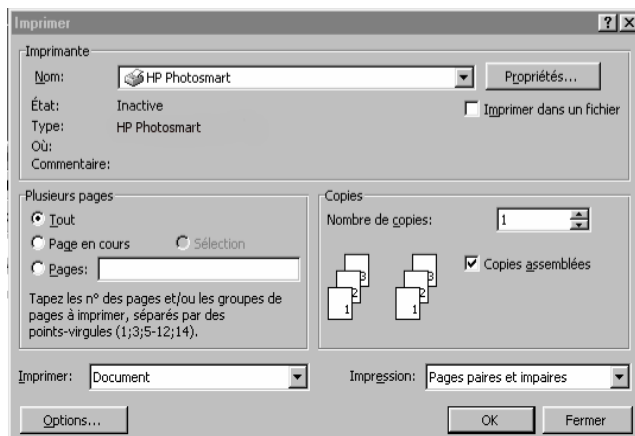 Imprimer
Imprimante
Nom: HP Photosmart Propriétés...
État: Inactive Imprimer dans un fichier
Type: HP Photosmart
Où:
Commentaire:
Plusieurs pages
Tout
Page en cours Sélection
Pages:
Tapez les n° des pages et/ou les groupes de
pages à imprimer, séparés par des
points-virgules (1;3;5-12;14).
Copies
Nombre de copies: 1
3 3
2 2
1 1
Copies assemblées
Imprimer: Document Impression: Pages paires et impaires
Options... OK Fermer